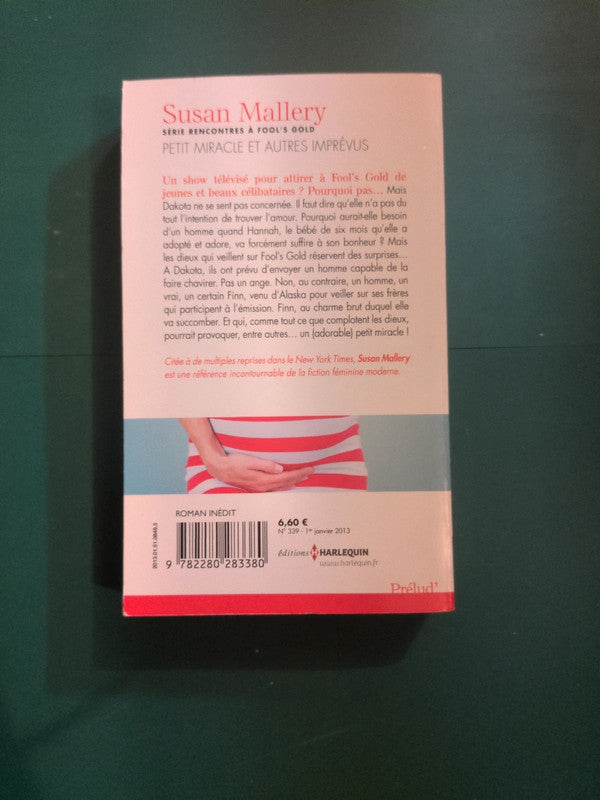 Susan Mallery
SÉRIE RENCONTRES À FOOL'S GOLD
PETIT MIRACLE ET AUTRES IMPRÉVUS
Un show télévisé pour attirer à Fool's Gold de
jeunes et beaux célibataires ? Pourquoi pas... Mais
Dakota ne se sent pas concernée. Il faut dire qu'elle n'a pas du
tout l'intention de trouver l'amour. Pourquoi aurait-elle besoin
d'un homme quand Hannah, le bébé de six mois qu'elle a
adopté et adore, va forcément suffire à son bonheur ? Mais
les dieux qui veillent sur Fool's Gold réservent des surprises...
A Dakota, ils ont prévu d'envoyer un homme capable de la
faire chavirer. Pas un ange. Non, au contraire, un homme, un
vrai, un certain Finn, venu d'Alaska pour veiller sur ses frères
qui participent à l'émission. Finn, au charme brut duquel elle
va succomber. Et qui, comme tout ce que complotent les dieux,
pourrait provoquer, entre autres... un (adorable) petit miracle !
Citée à de multiples reprises dans le New York Times, Susan Mallery
est une référence incontournable de la fiction féminine moderne.
ROMAN INÉDIT
6,60 €
N° 339 - 1er janvier 2013
2013.01.51.0849.3
9 782280 283380
éditions H HARLEQUIN
www.harlequin.fr
Prélud'